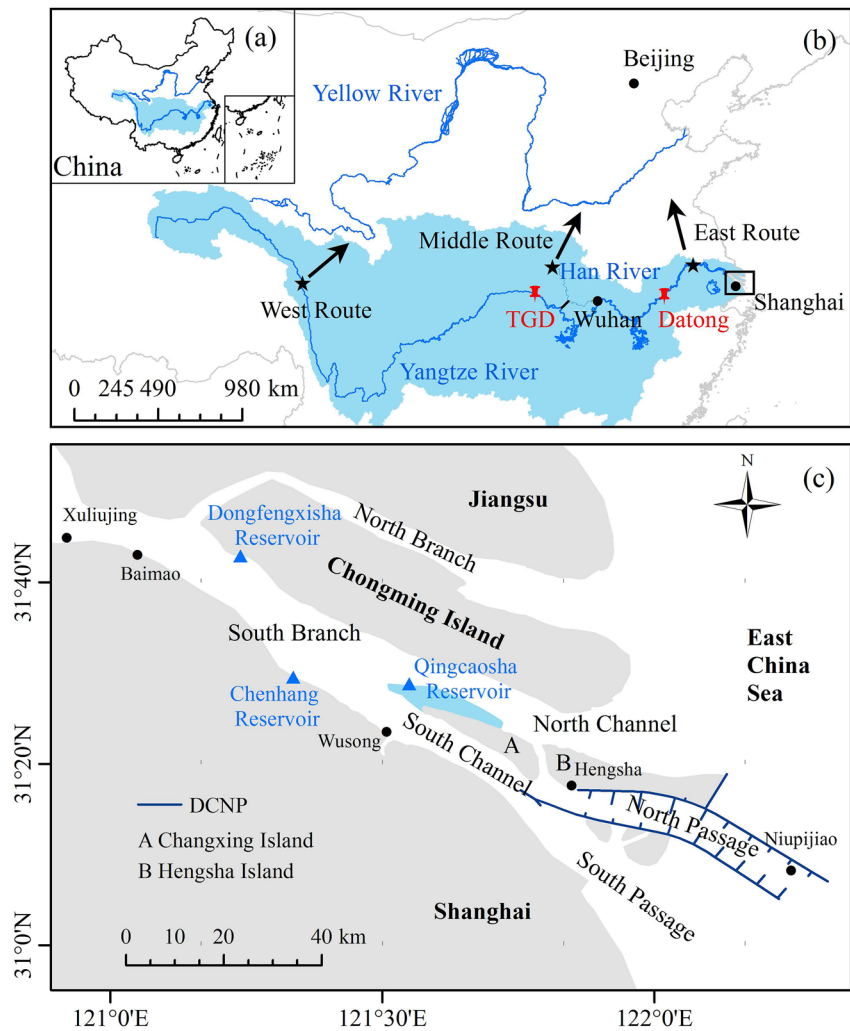 (a)
China
(b)
Beijing
Yellow River
Middle Route
East Route
Han River
West Route
TGD
Wuhan
Datong
Shanghai
Yangtze River
0 245 490 980 km
(c)
N
Jiangsu
Xuliujing
Dongfengxisha
Reservoir
North Branch
Baimao
Chongming Island
31°40'N
South Branch
East
China
Sea
Qingcaosha
Reservoir
Chenhang
Reservoir
North Channel
Wusong
South Channel
A
B Hengsha
31°20'N
DCNP
North Passage
Niupijiao
A Changxing Island
B Hengsha Island
South Passage
Shanghai
0 10 20 40 km
31°0'N
121°0'E
121°30'E
122°0'E